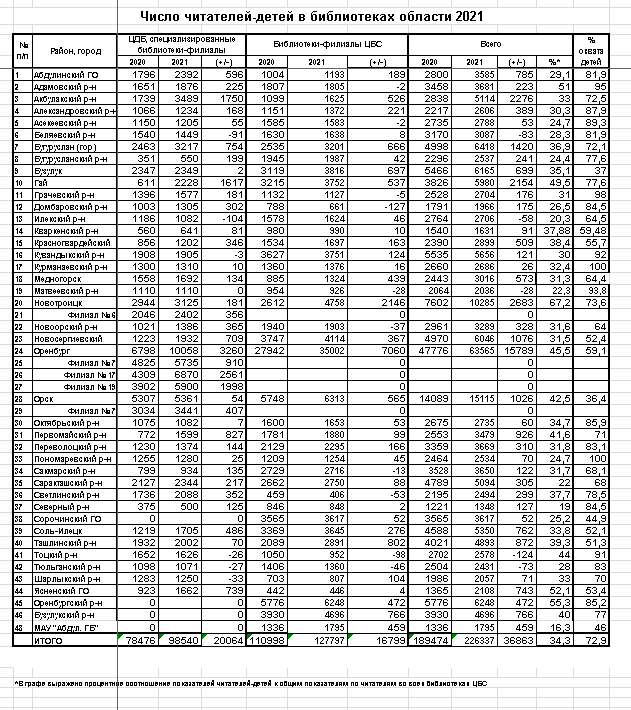 Число читателей-детей в библиотеках области 2021
№ п/п Район, город ЦДБ, специализированные библиотеки-филиалы Библиотеки-филиалы ЦБС Всего % охвата детей
2020 2021 (+/-) 2020 2021 (+/-) 2020 2021 (+/-) %*
1 Абдулинский ГО 1796 2392 596 1004 1193 189 2800 3585 785 29,1 81,9
2 Адамовский р-н 1651 1876 225 1807 1805 -2 3458 3681 223 51 95
3 Акбулакский р-н 1739 3489 1750 1099 1625 526 2838 5114 2276 33 72,5
4 Александровский р-н 1066 1234 168 1151 1372 221 2217 2606 389 30,3 87,9
5 Асекеевский р-н 1150 1205 55 1585 1583 -2 2735 2788 53 24,7 89,3
6 Беляевский р-н 1540 1449 -91 1630 1638 8 3170 3087 -83 28,3 81,9
7 Бугуруслан (гор) 2463 3217 754 2535 3201 666 4998 6418 1420 36,9 72,1
8 Бугурусланский р-н 351 550 199 1945 1987 42 2296 2537 241 24,4 77,6
9 Бузулук 2347 2349 2 3119 3816 697 5466 6165 699 35,1 37
10 Гай 611 2228 1617 3215 3752 537 3826 5980 2154 49,5 77,6
11 Грачевский р-н 1396 1577 181 1132 1127 -5 2528 2704 176 31 98
12 Домбаровский р-н 1003 1305 302 788 661 -127 1791 1966 175 26,5 84,5
13 Илекский р-н 1186 1082 -104 1578 1624 46 2764 2706 -58 20,3 64,5
14 Кваркенский р-н 560 641 81 980 990 10 1540 1631 91 37,88 59,48
15 Красногвардейский 856 1202 346 1534 1697 163 2390 2899 509 38,4 55,7
16 Кувандыкский р-н 1908 1905 -3 3627 3751 124 5535 5656 121 30 92
17 Курманаевский р-н 1300 1310 10 1360 1376 16 2660 2686 26 32,4 100
18 Медногорск 1558 1692 134 885 1324 439 2443 3016 573 31,3 64,4
19 Матвеевский р-н 1110 1110 0 954 926 -28 2064 2036 -28 22,3 93,8
20 Новотроицк 2944 3125 181 2612 4758 2146 7602 10285 2683 67,2 73,6
21 Филиал №6 2046 2402 356 0 0
22 Новоорский р-н 1021 1386 365 1940 1903 -37 2961 3289 328 31,6 64
23 Новосергиевский 1223 1932 709 3747 4114 367 4970 6046 1076 31,5 52,4
24 Оренбург 6798 10058 3260 27942 35002 7060 47776 63565 15789 45,5 59,1
25 Филиал №7 4825 5735 910 0 0
26 Филиал №17 4309 6870 2561 0 0
27 Филиал №19 3902 5900 1998 0 0
28 Орск 5307 5361 54 5748 6313 565 14089 15115 1026 42,5 36,4
29 Филиал №7 3034 3441 407 0 0
30 Октябрьский р-н 1075 1082 7 1600 1653 53 2675 2735 60 34,7 85,9
31 Первомайский р-н 772 1599 827 1781 1880 99 2553 3479 926 41,6 71
32 Переволоцкий р-н 1230 1374 144 2129 2295 166 3359 3669 310 31,8 83,1
33 Пономаревский р-н 1255 1280 25 1209 1254 45 2464 2534 70 24,7 100
34 Сакмарский р-н 799 934 135 2729 2716 -13 3528 3650 122 31,7 68,1
35 Саракташский р-н 2127 2344 217 2662 2750 88 4789 5094 305 22 68
36 Светлинский р-н 1736 2088 352 459 406 -53 2195 2494 299 37,7 78,5
37 Северный р-н 375 500 125 846 848 2 1221 1348 127 19 84,5
38 Сорочинский ГО 0 0 3565 3617 52 3565 3617 52 25,2 44,9
39 Соль-Илецк 1219 1705 486 3369 3645 276 4588 5350 762 33,8 52,1
40 Ташлинский р-н 1932 2002 70 2089 2891 802 4021 4893 872 39,3 51,3
41 Тоцкий р-н 1652 1626 -26 1050 952 -98 2702 2578 -124 44 91
42 Тюльганский р-н 1098 1071 -27 1406 1360 -46 2504 2431 -73 28 83
43 Шарлыкский р-н 1283 1250 -33 703 807 104 1986 2057 71 33 70
44 Ясненский ГО 923 1662 739 442 446 4 1365 2108 743 52,1 53,4
45 Оренбургский р-н 0 0 5776 6248 472 5776 6248 472 55,3 85,2
46 Бузулукский р-н 0 0 3930 4696 766 3930 4696 766 40 77
48 МАУ "Абдул. ГБ" 0 0 1336 1795 459 1336 1795 459 16,3 46
ИТОГО 78476 98540 20064 110998 127797 16799 189474 226337 36863 34,3 72,9
*В графе выражено процентное соотношение показателей читателей-детей к общим показателям по читателям во всех библиотеках ЦБС